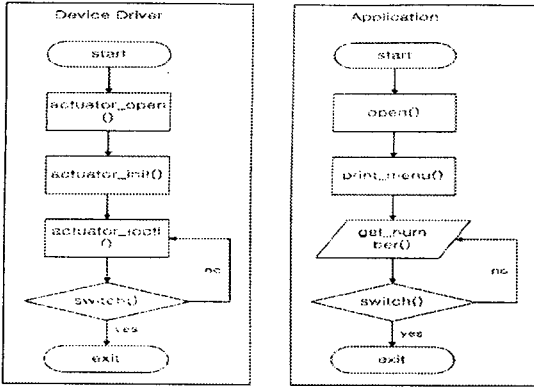 Device Driver
start
actuator_open
()
actuator_init()
actuator_ioctl
()
no
switch()
yes
exit
Application
start
open()
print_menu()
get_num
ber()
no
switch()
yes
exit